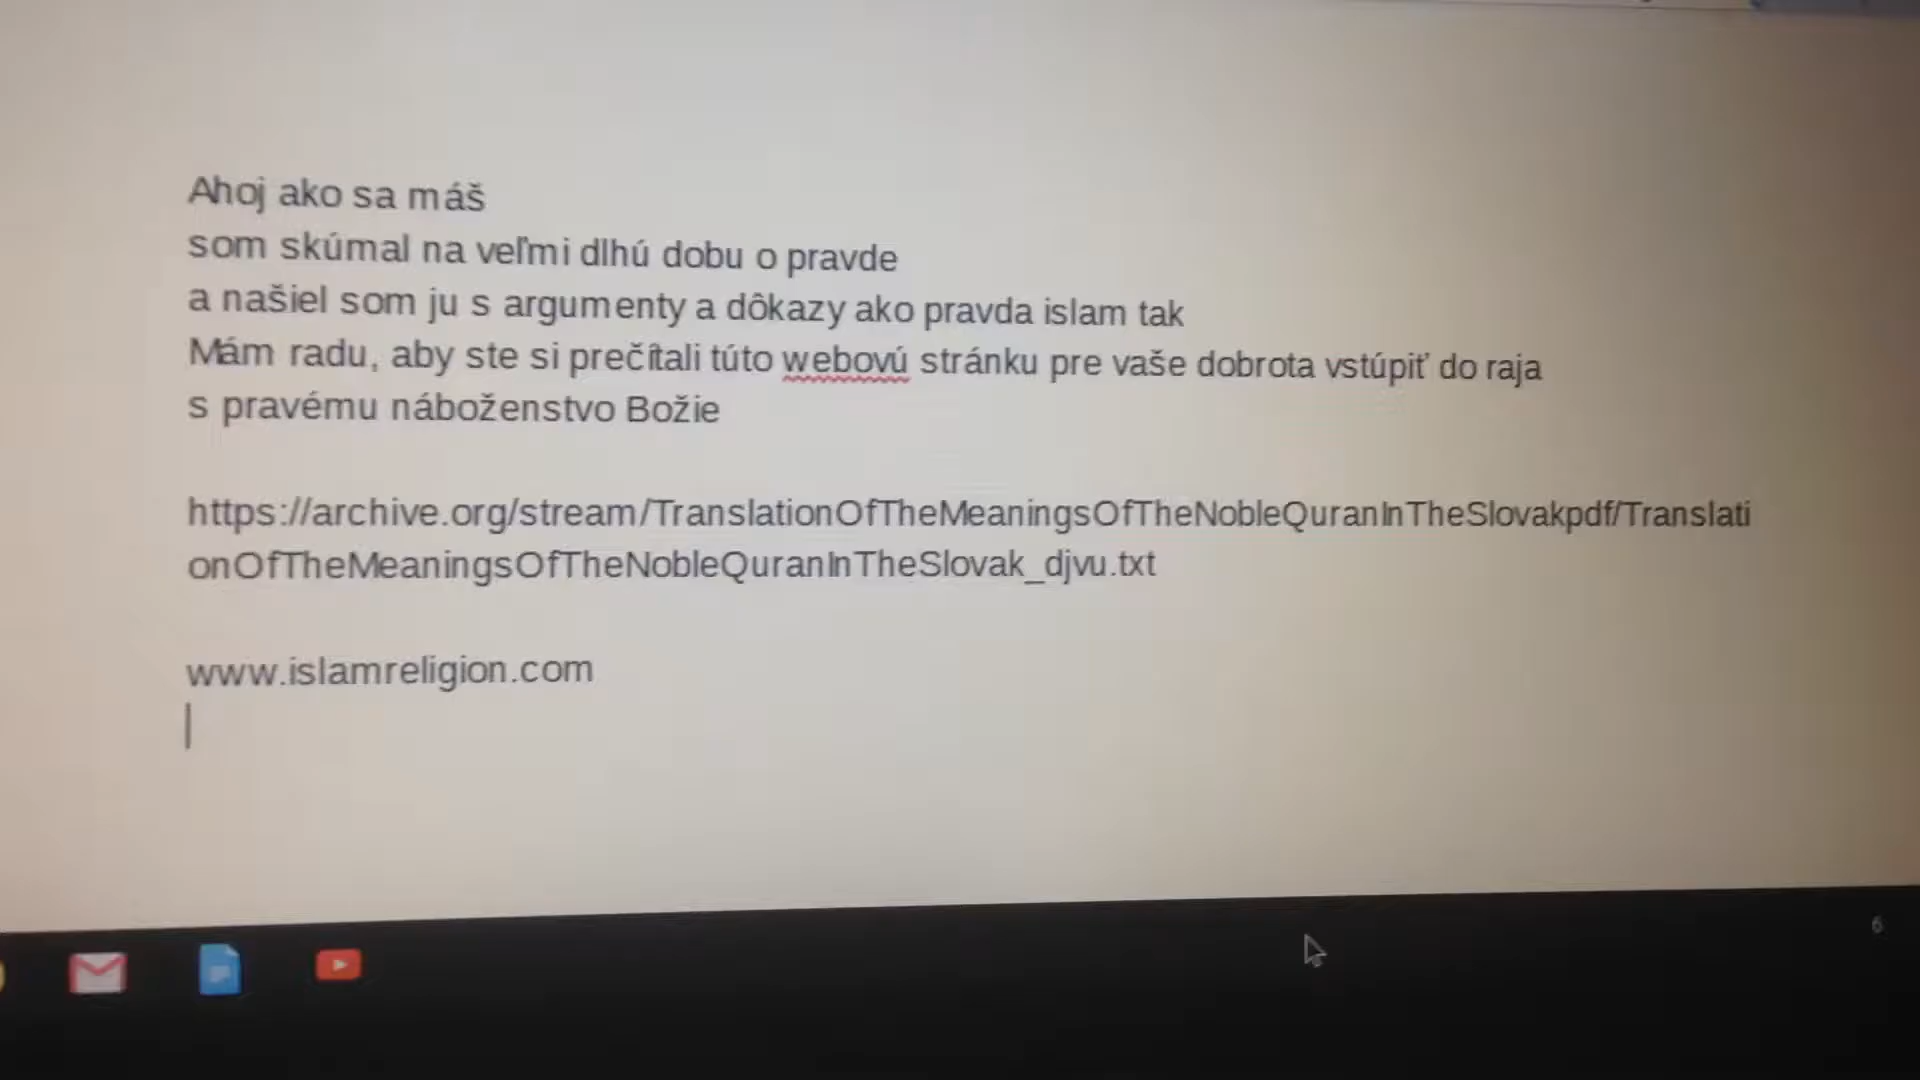 Ahoj ako sa máš
som skúmal na veľmi dlhú dobu o pravde
a našiel som ju s argumenty a dôkazy ako pravda islam tak
Mám radu, aby ste si prečítali túto webovú stránku pre vaše dobrota vstúpiť do raja
s pravému náboženstvo Božie
https://archive.org/stream/TranslationOfTheMeaningsOfTheNobleQuranInTheSlovakpdf/Translati
onOfTheMeaningsOfTheNobleQuranInTheSlovak_djvu.txt
www.islamreligion.com
6